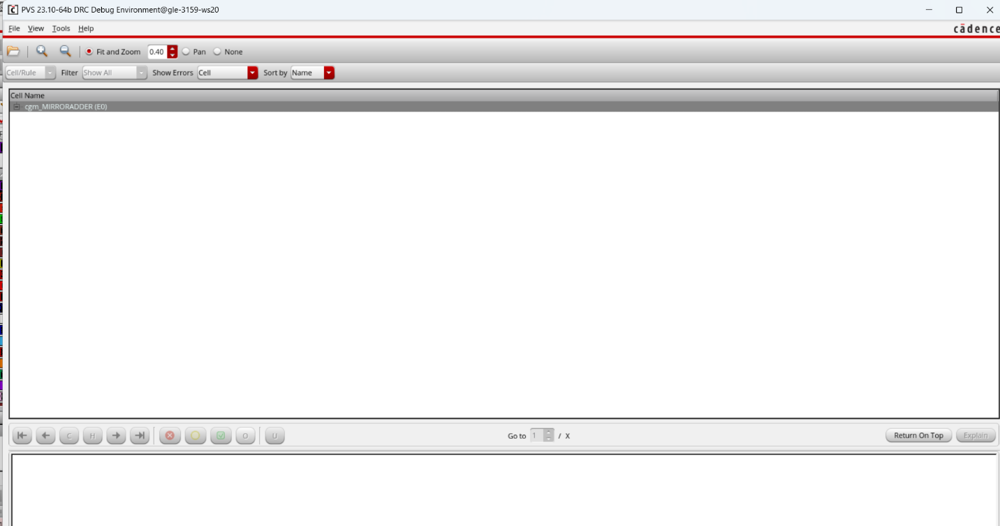 PVS 23.10-64b DRC Debug Environment@gle-3159-ws20
File View Tools Help
cādence
Fit and Zoom 0.40 Pan None
Cell/Rule Filter Show All Show Errors Cell Sort by Name
Cell Name
cgm_MIRRORADDER (E0)
C H O U Go to 1 / X Return On Top Explain